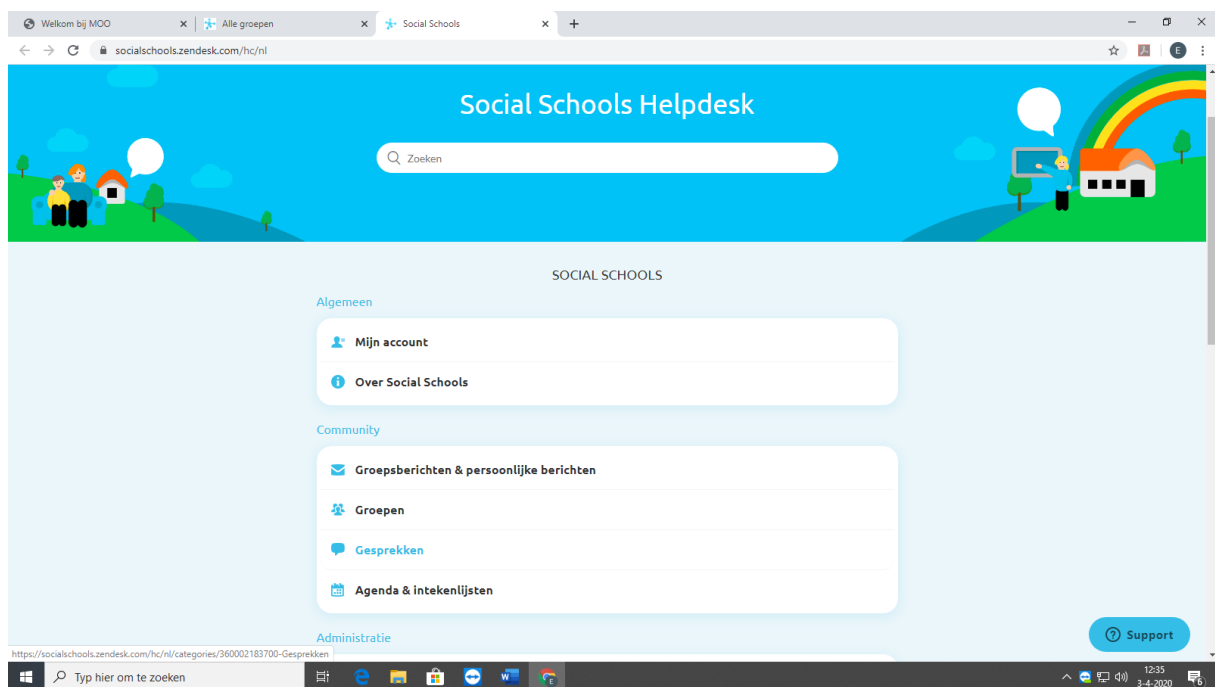 Welkom bij MOO
Alle groepen
Social Schools
socialschools.zendesk.com/hc/nl
E
Social Schools Helpdesk
Zoeken
SOCIAL SCHOOLS
Algemeen
Mijn account
Over Social Schools
Community
Groepsberichten & persoonlijke berichten
Groepen
Gesprekken
Agenda & intekenlijsten
Administratie
Support
https://socialschools.zendesk.com/hc/nl/categories/360002183700-Gesprekken
Typ hier om te zoeken
12:35
3-4-2020
6